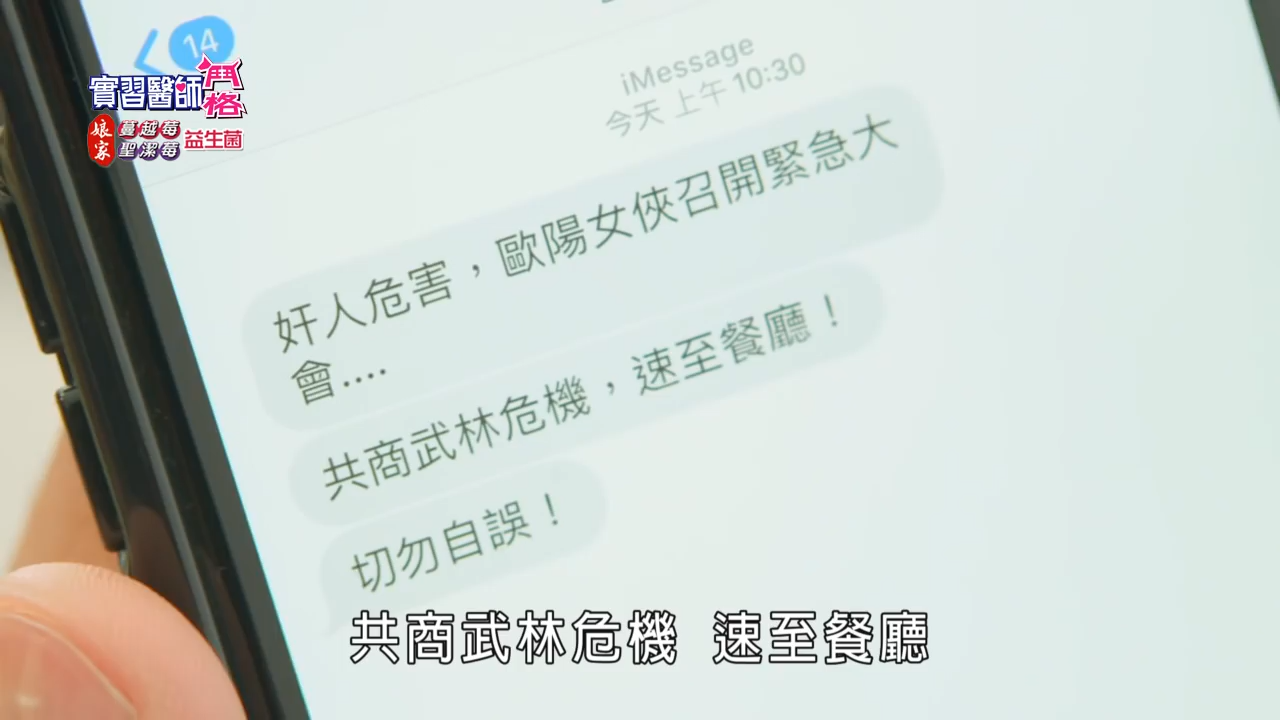 14
實習醫師鬥格
娘家
蔓越莓
聖潔莓
益生菌
iMessage
今天 上午 10:30
奸人危害，歐陽女俠召開緊急大
會....
共商武林危機，速至餐廳！
切勿自誤！
共商武林危機 速至餐廳